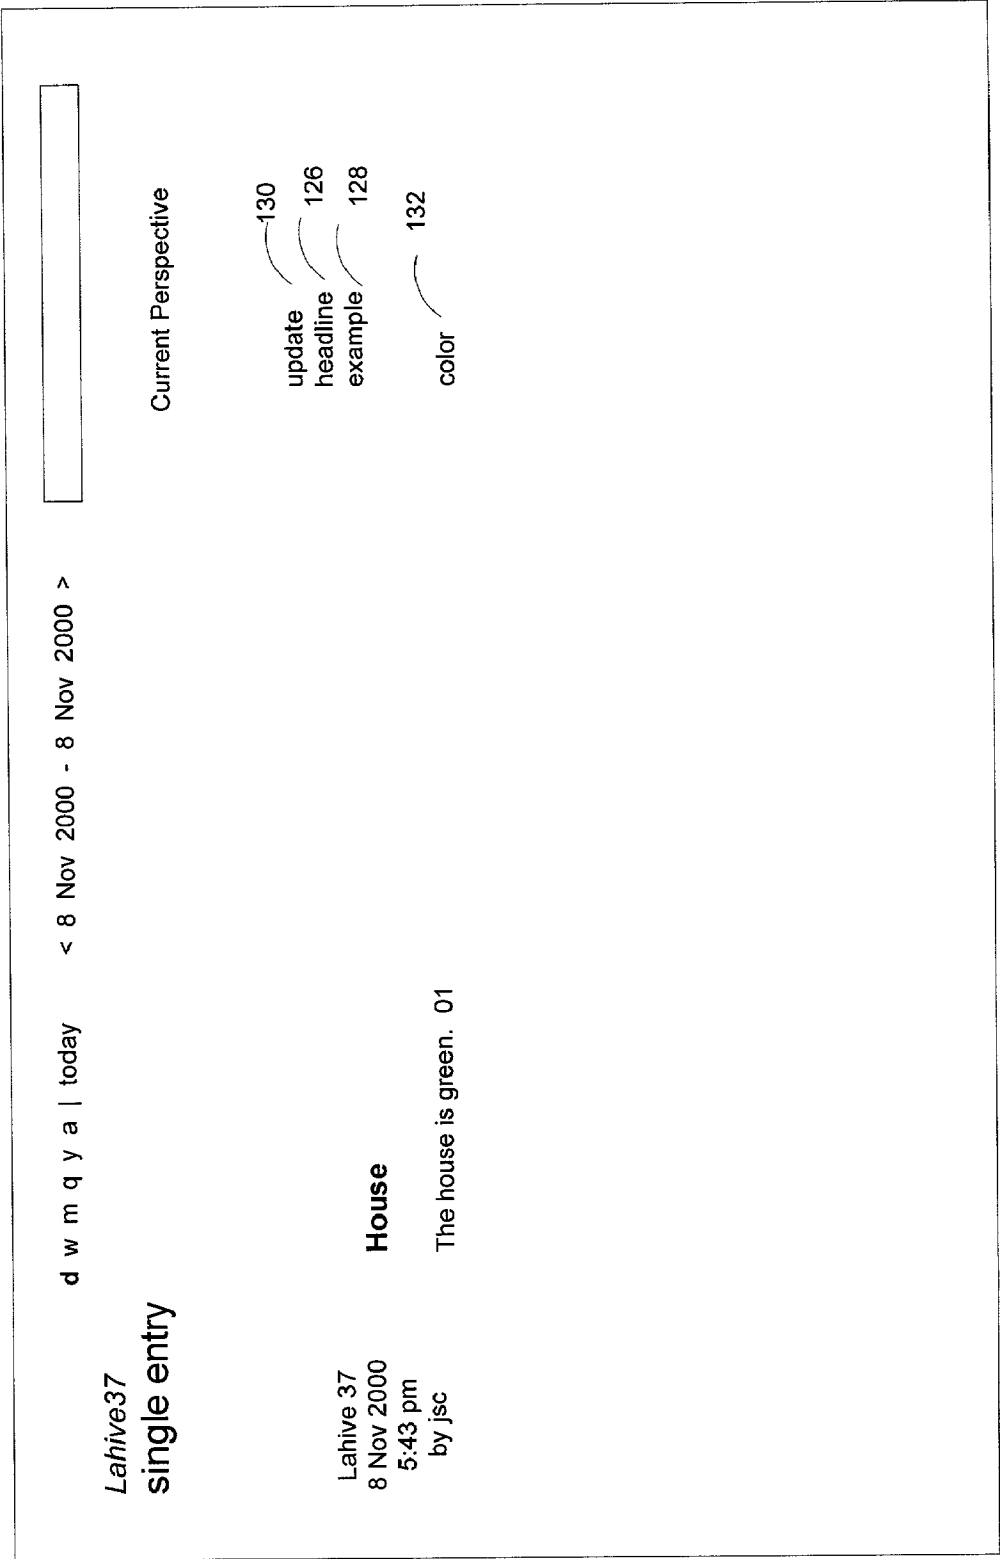 d w m q y a | today < 8 Nov 2000 - 8 Nov 2000 >
Lahive37
single entry
Current Perspective
130
update
126
headline
128
example
132
color
Lahive 37
8 Nov 2000
5:43 pm
by jsc
House
The house is green. 01